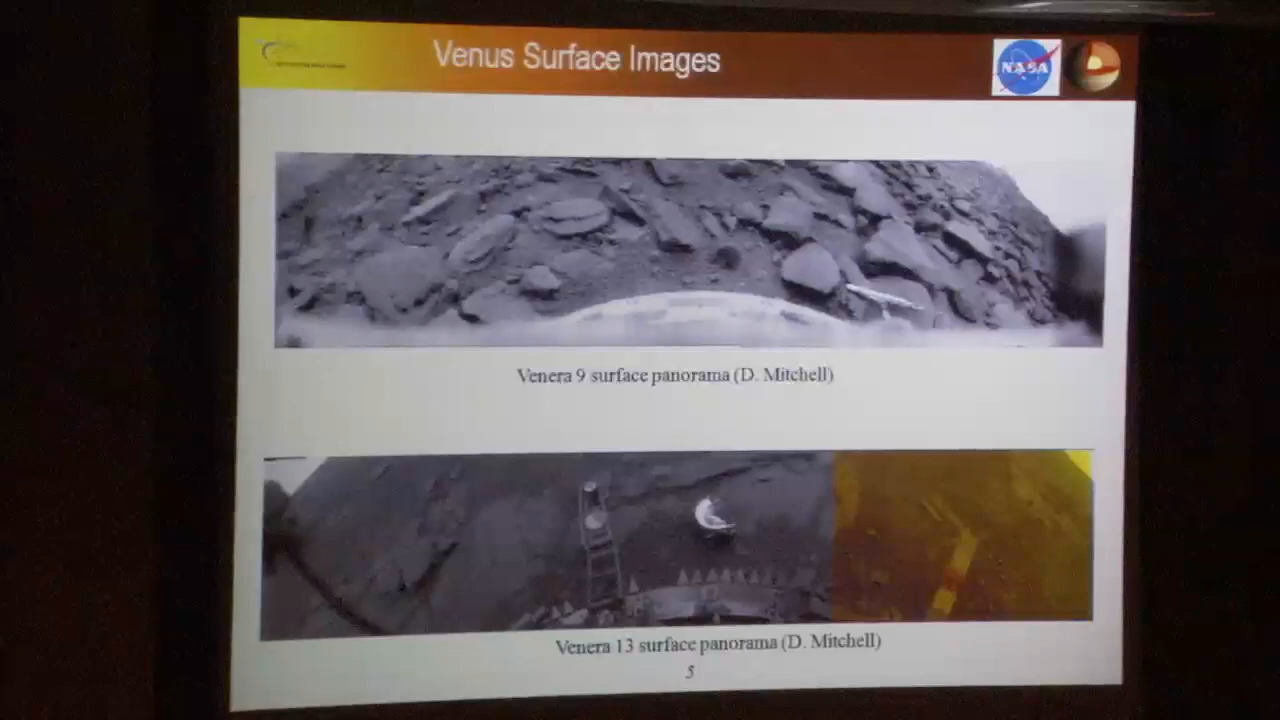 Venus Surface Images
NASA
Venera 9 surface panorama (D. Mitchell)
Venera 13 surface panorama (D. Mitchell)
5